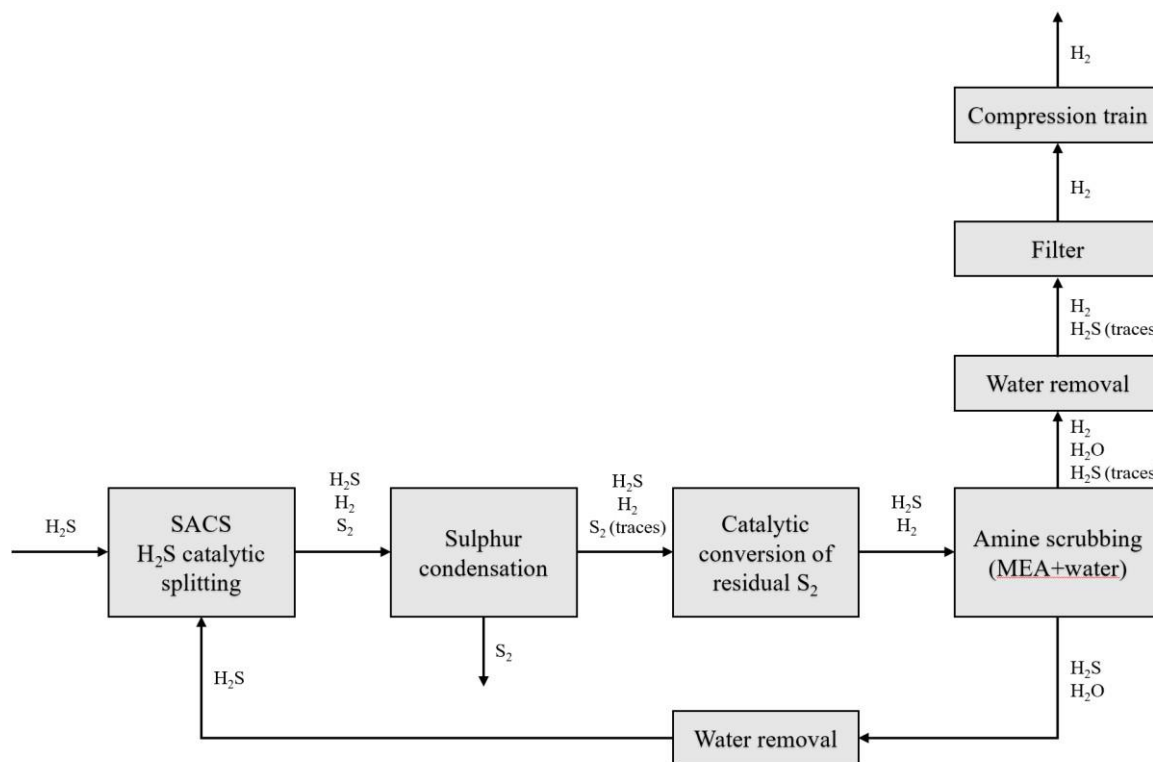 H₂
Compression train
H₂
Filter
H₂
H₂S (traces
Water removal
H₂
H₂O
H₂S (traces
H₂S
SACS
H₂S catalytic
splitting
H₂S
H₂
S₂
Sulphur
condensation
H₂S
H₂
S₂ (traces)
Catalytic
conversion of
residual S₂
H₂S
H₂
Amine scrubbing
(MEA+water)
H₂S
S₂
H₂S
H₂O
Water removal